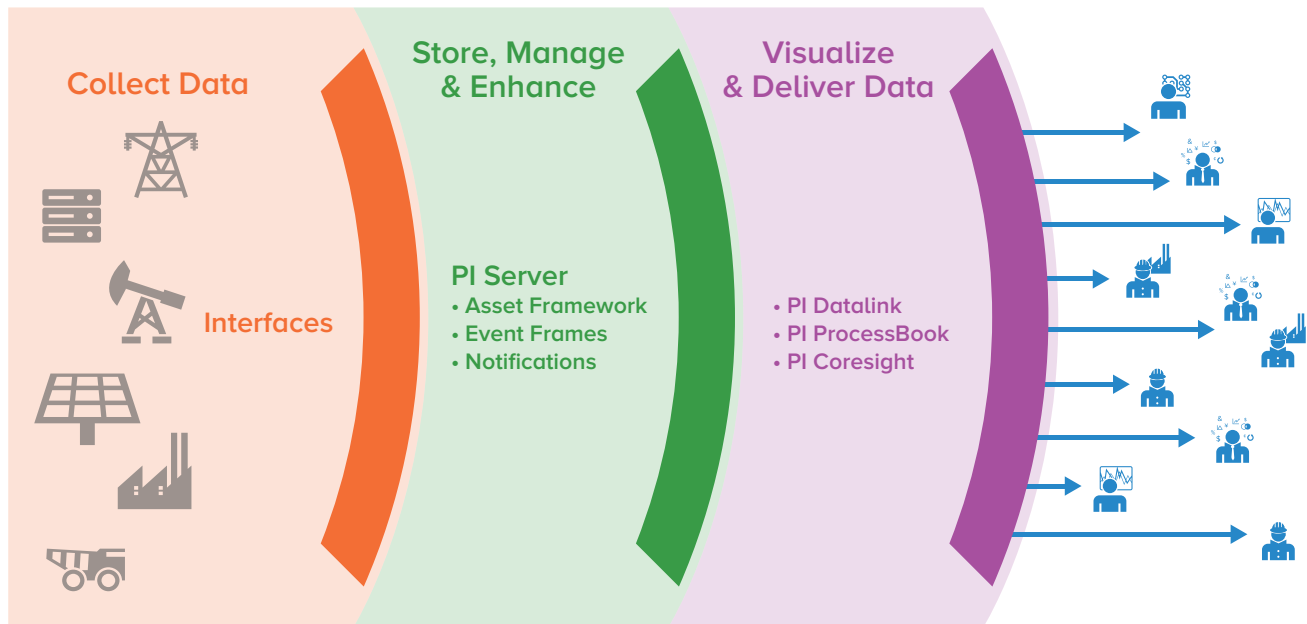 Collect Data
Interfaces
Store, Manage
& Enhance
PI Server
• Asset Framework
• Event Frames
• Notifications
Visualize
& Deliver Data
• PI Datalink
• PI ProcessBook
• PI Coresight